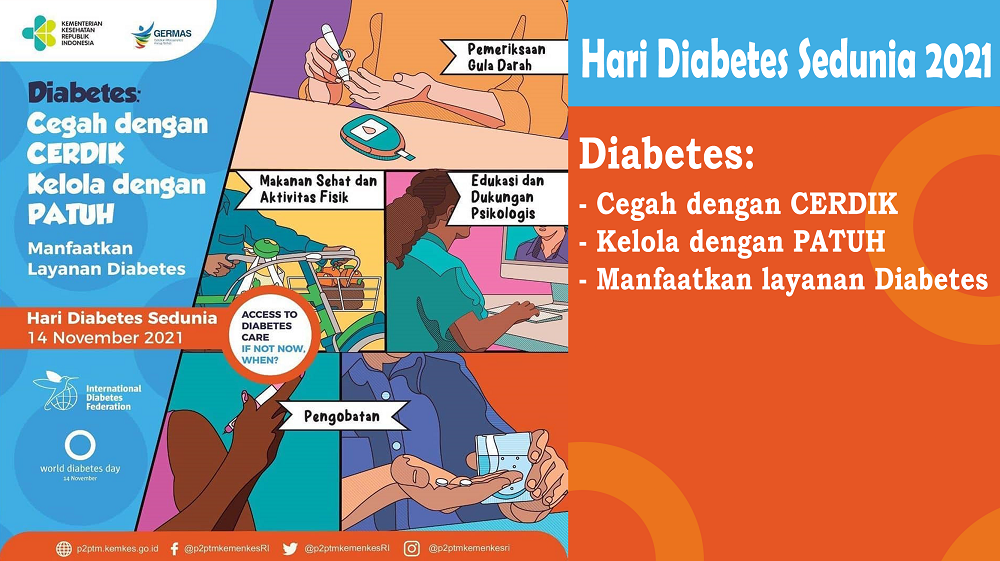 KEMENTERIAN
KESEHATAN
REPUBLIK
INDONESIA
GERMAS
Diabetes:
Cegah dengan
CERDIK
Kelola dengan
PATUH
Manfaatkan
Layanan Diabetes
Hari Diabetes Sedunia
14 November 2021
International
Diabetes
Federation
world diabetes day
14 November
Pemeriksaan
Gula Darah
Makanan Sehat dan
Aktivitas Fisik
Edukasi dan
Dukungan
Psikologis
ACCESS TO
DIABETES
CARE
IF NOT NOW,
WHEN?
Pengobatan
p2ptm.kemkes.go.id
@p2ptmkemenkesRI
@p2ptmkemenkesRI
@p2ptmkemenkesri
Hari Diabetes Sedunia 2021
Diabetes:
- Cegah dengan CERDIK
- Kelola dengan PATUH
- Manfaatkan layanan Diabetes